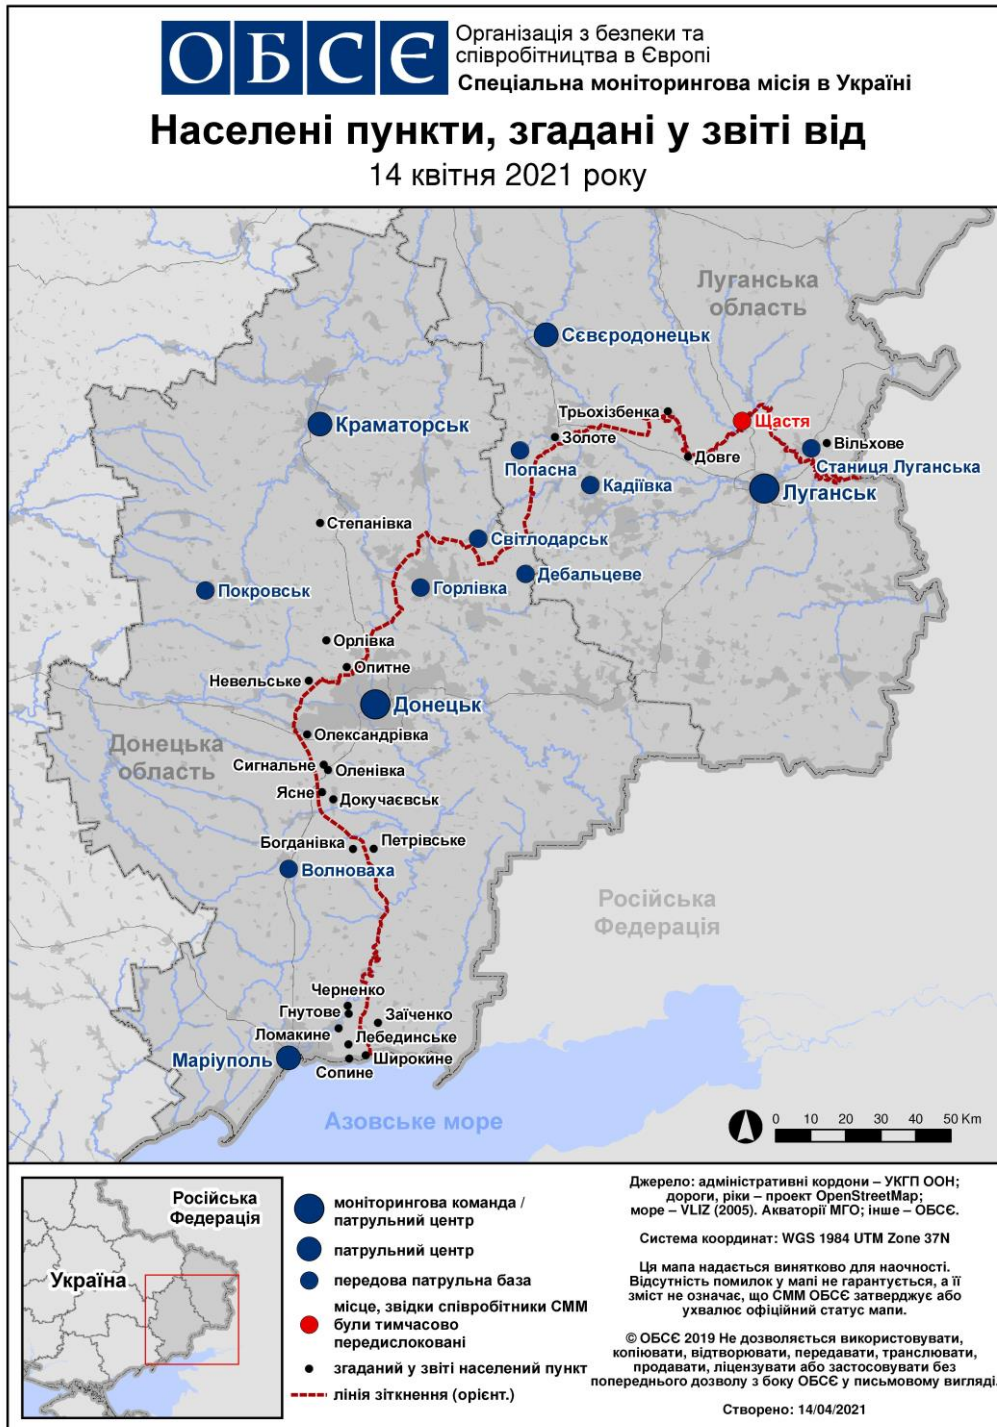 ОБСЄ
Організація з безпеки та
співробітництва в Європі
Спеціальна моніторингова місія в Україні
Населені пункти, згадані у звіті від
14 квітня 2021 року
Луганська
область
Сєвєродонецьк
Трьохізбенка
Щастя
Краматорськ
Золоте
Вільхове
Довге
Попасна
Станиця Луганська
Кадіївка
Луганськ
Степанівка
Світлодарськ
Дебальцеве
Покровськ
Горлівка
Орлівка
Опитне
Невельське
Донецьк
Олександрівка
Донецька
область
Сигнальне
Оленівка
Ясне
Докучаєвськ
Богданівка
Петрівське
Волноваха
Російська
Федерація
Черненко
Гнутове
Заїченко
Ломакине
Лебединське
Маріуполь
Широкине
Сопине
Азовське море
0 10 20 30 40 50 Km
Російська
Федерація
Україна
моніторингова команда /
патрульний центр
патрульний центр
передова патрульна база
місце, звідки співробітники СММ
були тимчасово
передислоковані
згаданий у звіті населений пункт
лінія зіткнення (орієнт.)
Джерело: адміністративні кордони – УКГП ООН;
дороги, ріки – проект OpenStreetMap;
море – VLIZ (2005). Акваторії МГО; інше – ОБСЄ.
Система координат: WGS 1984 UTM Zone 37N
Ця мапа надається винятково для наочності.
Відсутність помилок у мапі не гарантується, а її
зміст не означає, що СММ ОБСЄ затверджує або
ухвалює офіційний статус мапи.
© ОБСЄ 2019 Не дозволяється використовувати,
копіювати, відтворювати, передавати, транслювати,
продавати, ліцензувати або застосовувати без
попереднього дозволу з боку ОБСЄ у письмовому вигляді.
Створено: 14/04/2021